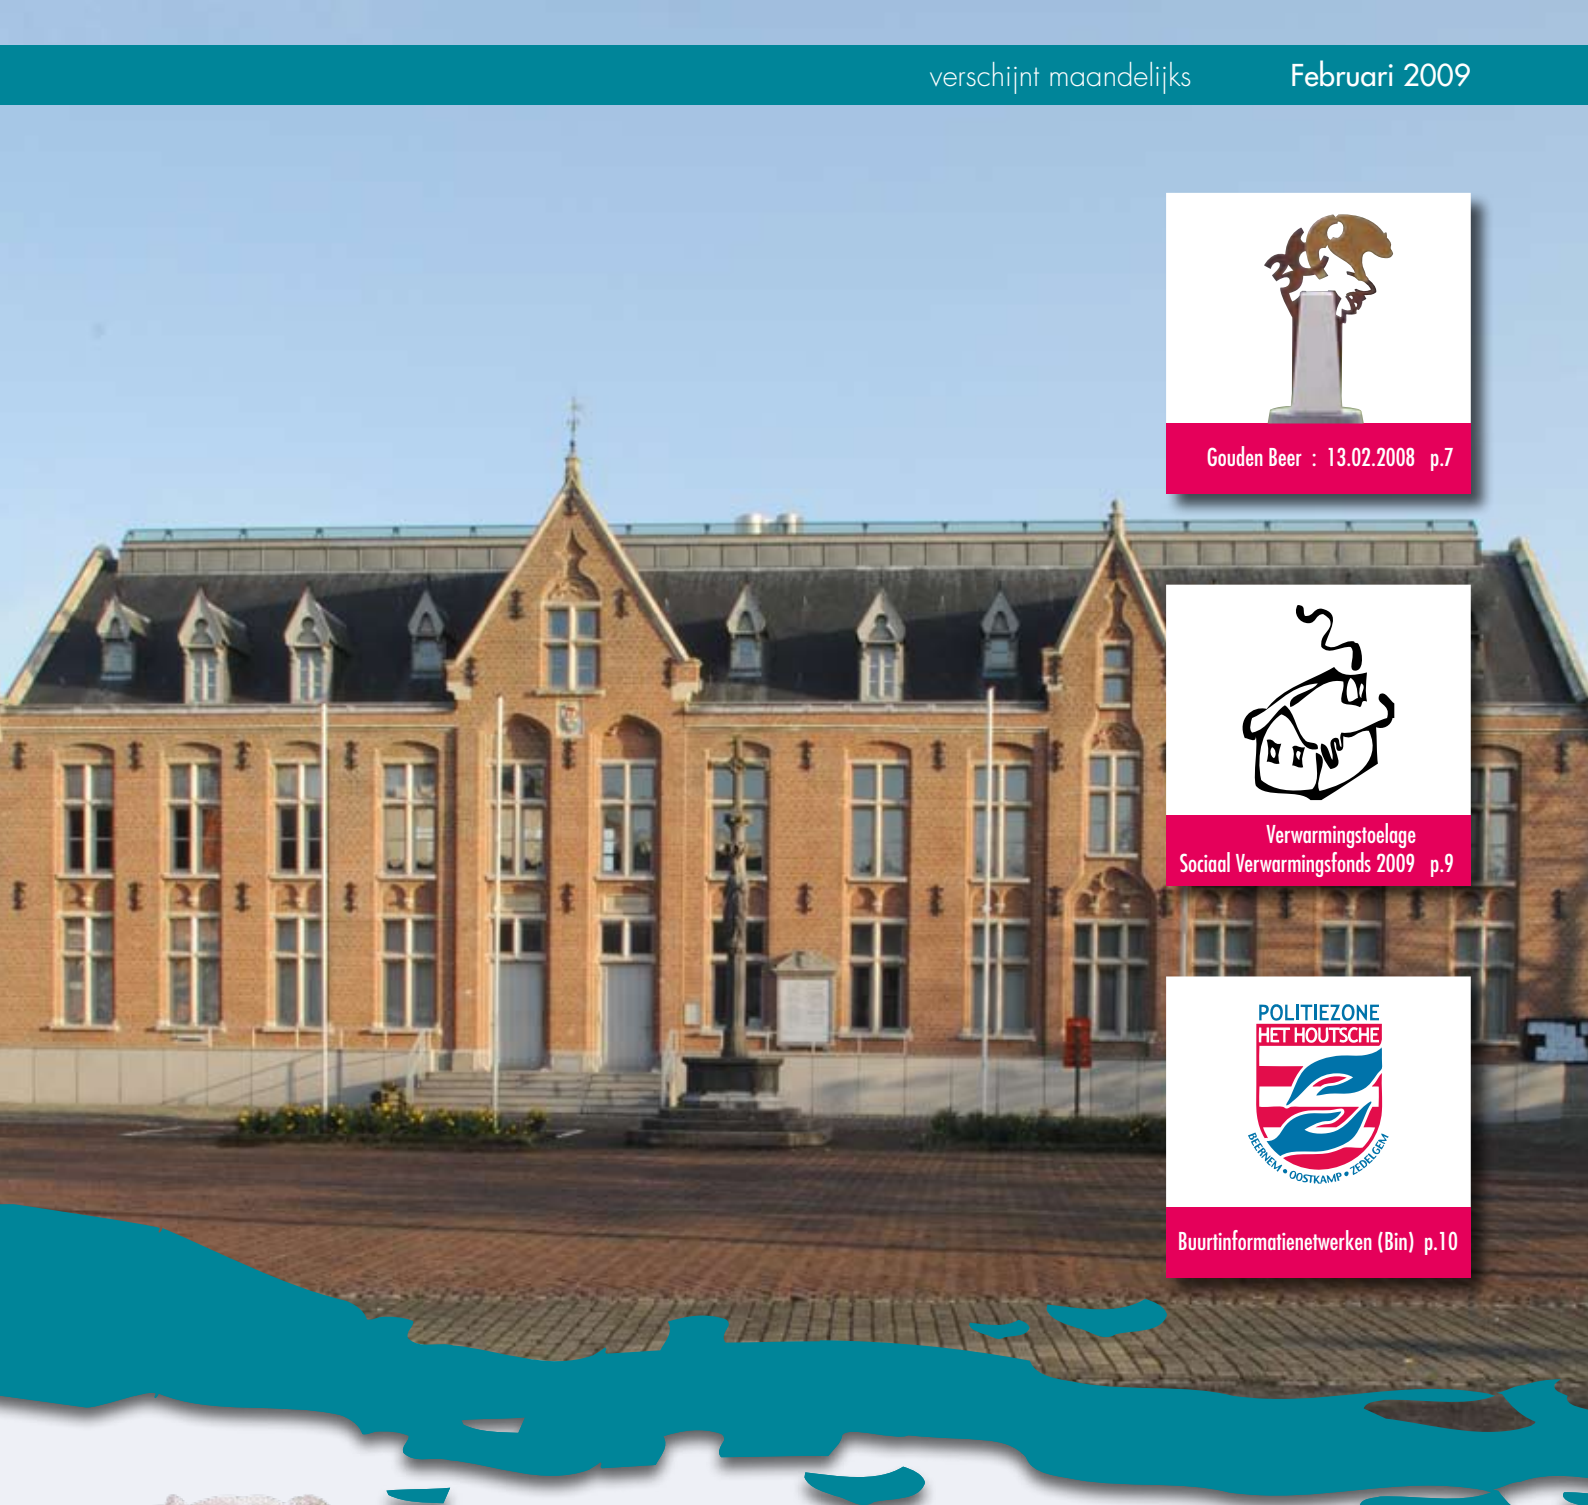 verschijnt maandelijks Februari 2009
Gouden Beer : 13.02.2008 p.7
Verwarmingstoelage
Sociaal Verwarmingsfonds 2009 p.9
POLITIEZONE
HET HOUTSCHE
BEERNEM • OOSTKAMP • ZEDELGEM
Buurtinformatienetwerken (Bin) p.10